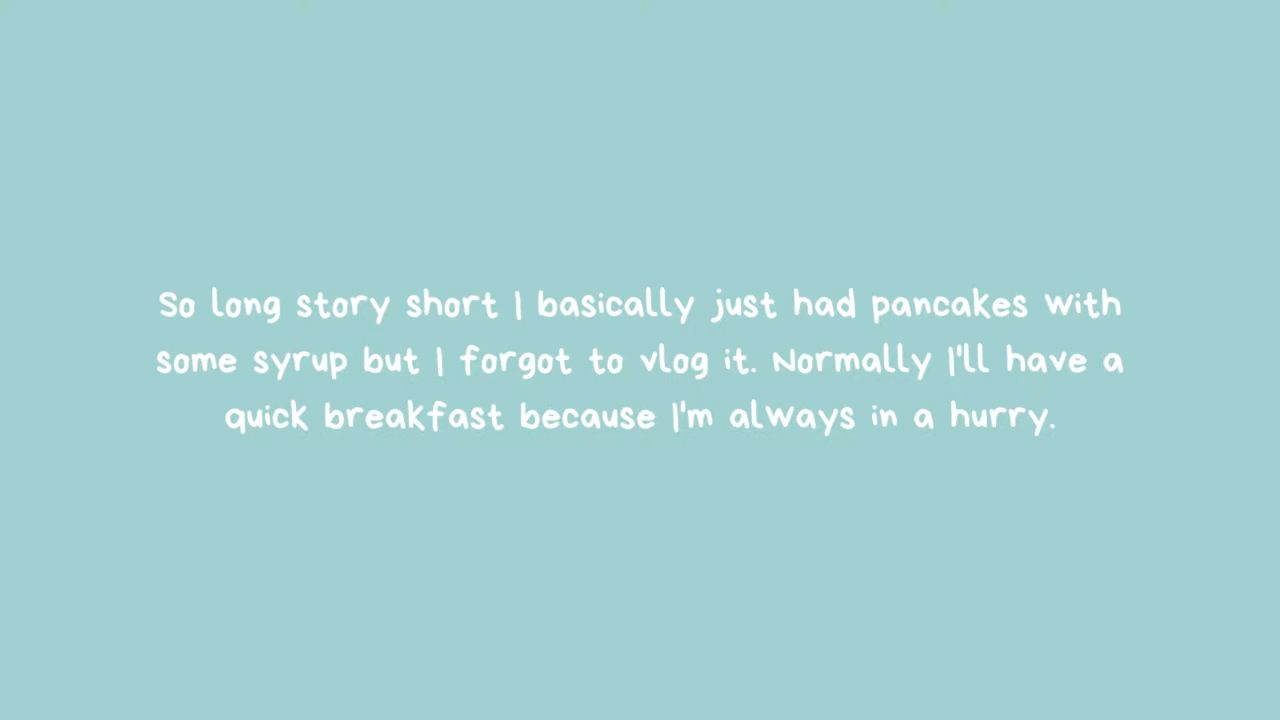 So long story short I basically just had pancakes with
some syrup but I forgot to vlog it. Normally I'll have a
quick breakfast because I'm always in a hurry.